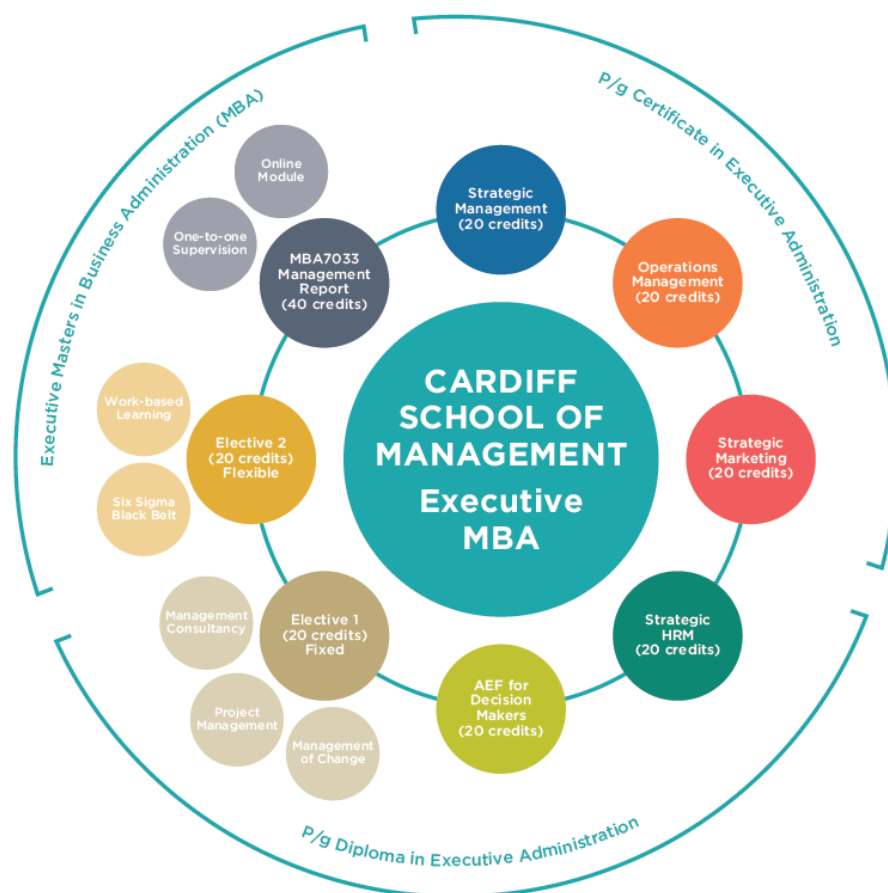 P/g Certificate in Executive Administration
Executive Masters in Business Administration (MBA)
Online
Module
One-to-one
Supervision
MBA7033
Management
Report
(40 credits)
Strategic
Management
(20 credits)
Operations
Management
(20 credits)
CARDIFF
SCHOOL OF
MANAGEMENT
Executive
MBA
Strategic
Marketing
(20 credits)
Work-based
Learning
Elective 2
(20 credits)
Flexible
Six Sigma
Black Belt
Management
Consultancy
Elective 1
(20 credits)
Fixed
Project
Management
Management
of Change
AEF for
Decision
Makers
(20 credits)
Strategic
HRM
(20 credits)
P/g Diploma in Executive Administration